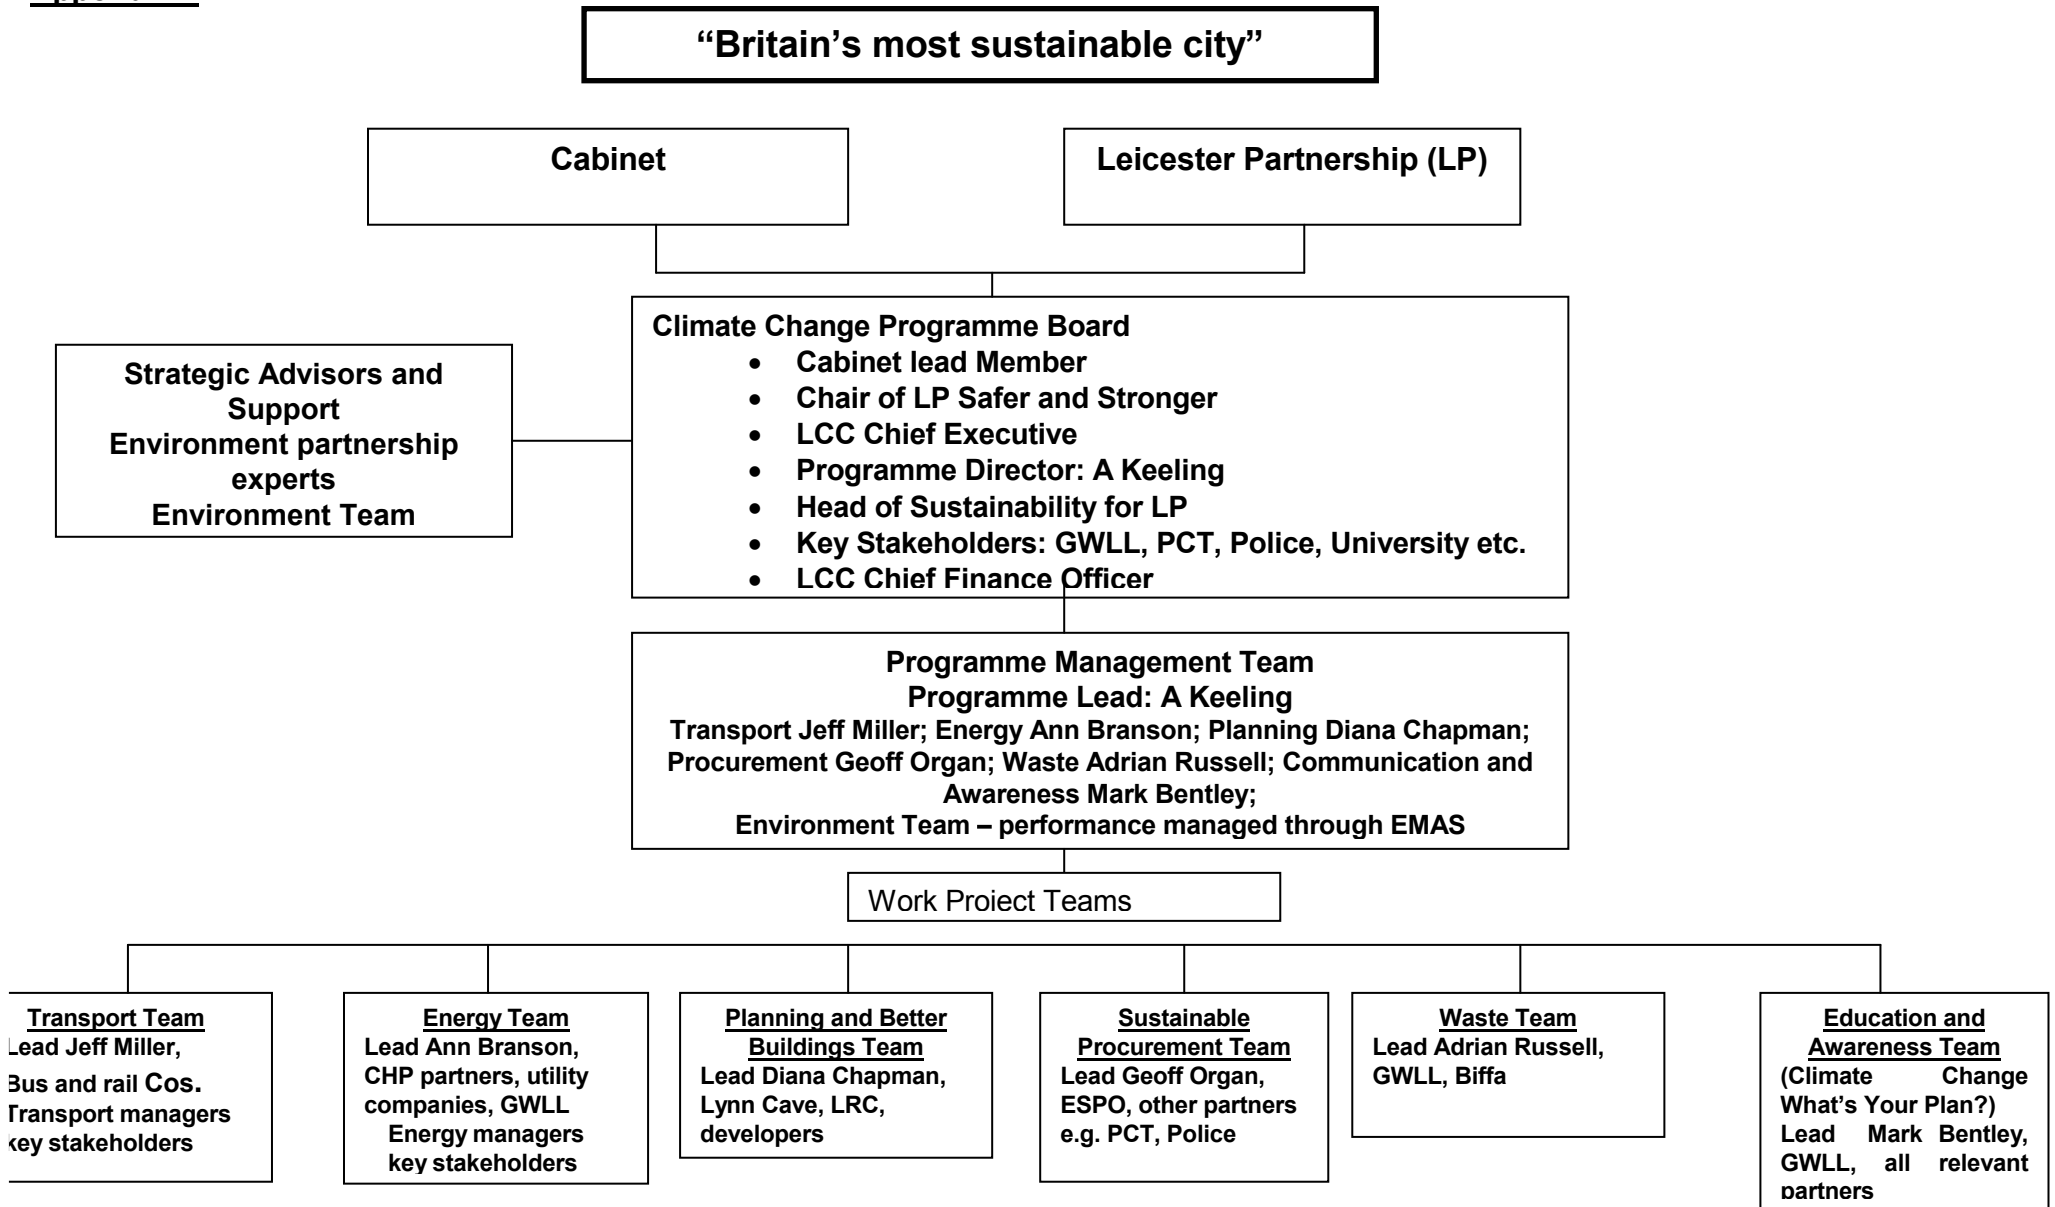 “Britain’s most sustainable city”
Cabinet
Leicester Partnership (LP)
Climate Change Programme Board
• Cabinet lead Member
• Chair of LP Safer and Stronger
• LCC Chief Executive
• Programme Director: A Keeling
• Head of Sustainability for LP
• Key Stakeholders: GWLL, PCT, Police, University etc.
• LCC Chief Finance Officer
Strategic Advisors and
Support
Environment partnership
experts
Environment Team
Programme Management Team
Programme Lead: A Keeling
Transport Jeff Miller; Energy Ann Branson; Planning Diana Chapman;
Procurement Geoff Organ; Waste Adrian Russell; Communication and
Awareness Mark Bentley;
Environment Team – performance managed through EMAS
Work Project Teams
Transport Team
Lead Jeff Miller,
Bus and rail Cos.
Transport managers
key stakeholders
Energy Team
Lead Ann Branson,
CHP partners, utility
companies, GWLL
Energy managers
key stakeholders
Planning and Better
Buildings Team
Lead Diana Chapman,
Lynn Cave, LRC,
developers
Sustainable
Procurement Team
Lead Geoff Organ,
ESPO, other partners
e.g. PCT, Police
Waste Team
Lead Adrian Russell,
GWLL, Biffa
Education and
Awareness Team
(Climate Change
What’s Your Plan?)
Lead Mark Bentley,
GWLL, all relevant
partners